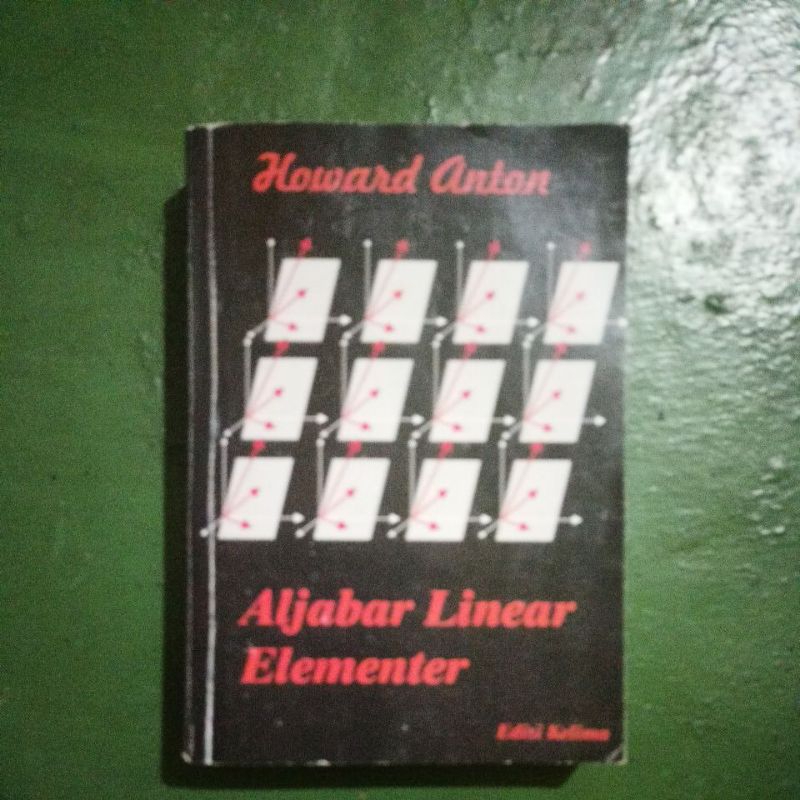 Howard Anton
Aljabar Linear
Elementer
Edisi Kelima